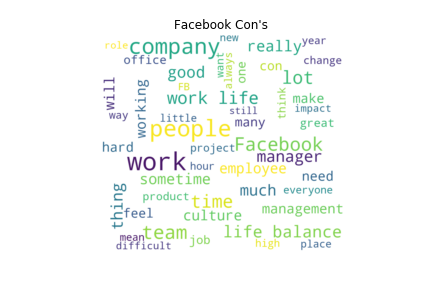 Facebook Con's
role
new
company
really
year
want
always
office
one
con
change
good
lot
will
working
FB
work life
think
make
still
impact
way
little
many
great
people
hard
project
Facebook
work
manager
hour
employee
need
sometime
thing
much
everyone
product
time
feel
culture
management
team
life balance
mean
job
difficult
high
place